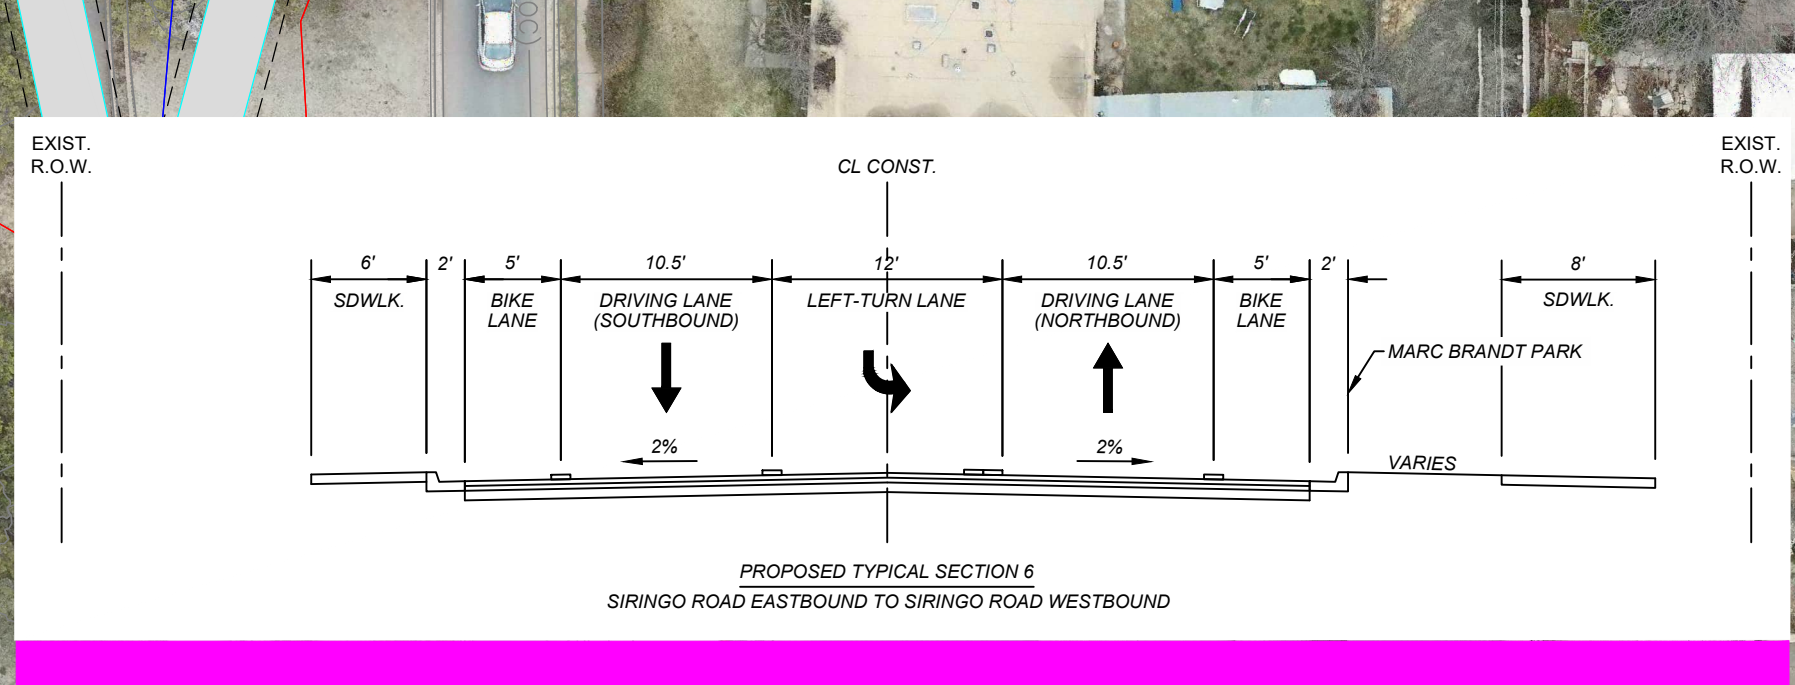 OC)
EXIST.
R.O.W.
CL CONST.
EXIST.
R.O.W.
6'
2'
5'
10.5'
12'
10.5'
5'
2'
8'
SDWLK.
BIKE
LANE
DRIVING LANE
(SOUTHBOUND)
LEFT-TURN LANE
DRIVING LANE
(NORTHBOUND)
BIKE
LANE
SDWLK.
MARC BRANDT PARK
2%
2%
VARIES
PROPOSED TYPICAL SECTION 6
SIRINGO ROAD EASTBOUND TO SIRINGO ROAD WESTBOUND